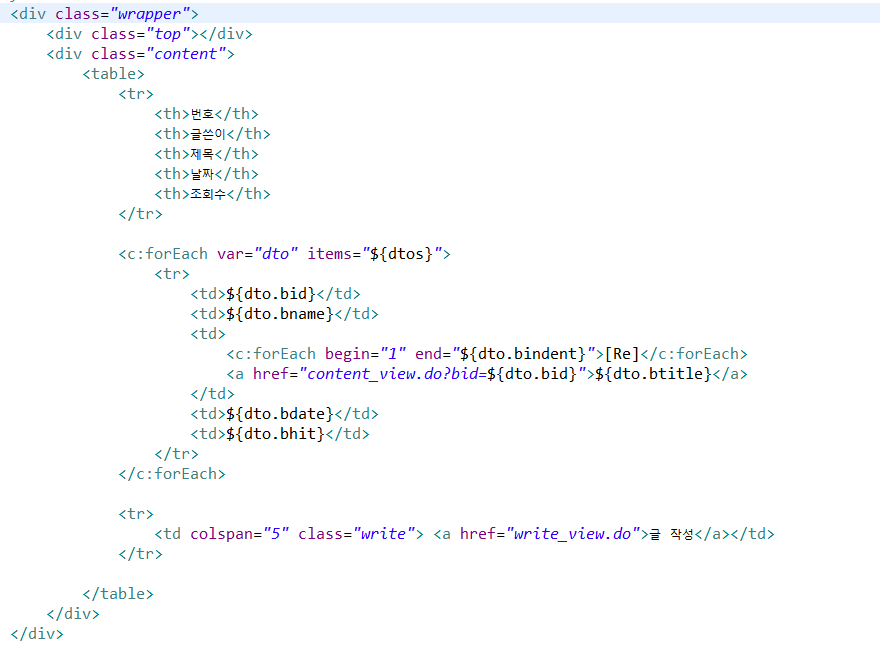 <div class="wrapper">
<div class="top"></div>
<div class="content">
<table>
<tr>
<th>번호</th>
<th>글쓴이</th>
<th>제목</th>
<th>날짜</th>
<th>조회수</th>
</tr>
<c:forEach var="dto" items="${dtos}">
<tr>
<td>${dto.bid}</td>
<td>${dto.bname}</td>
<td>
<c:forEach begin="1" end="${dto.bindent}">[Re]</c:forEach>
<a href="content_view.do?bid=${dto.bid}">${dto.btitle}</a>
</td>
<td>${dto.bdate}</td>
<td>${dto.bhit}</td>
</tr>
</c:forEach>
<tr>
<td colspan="5" class="write"> <a href="write_view.do">글 작성</a></td>
</tr>
</table>
</div>
</div>